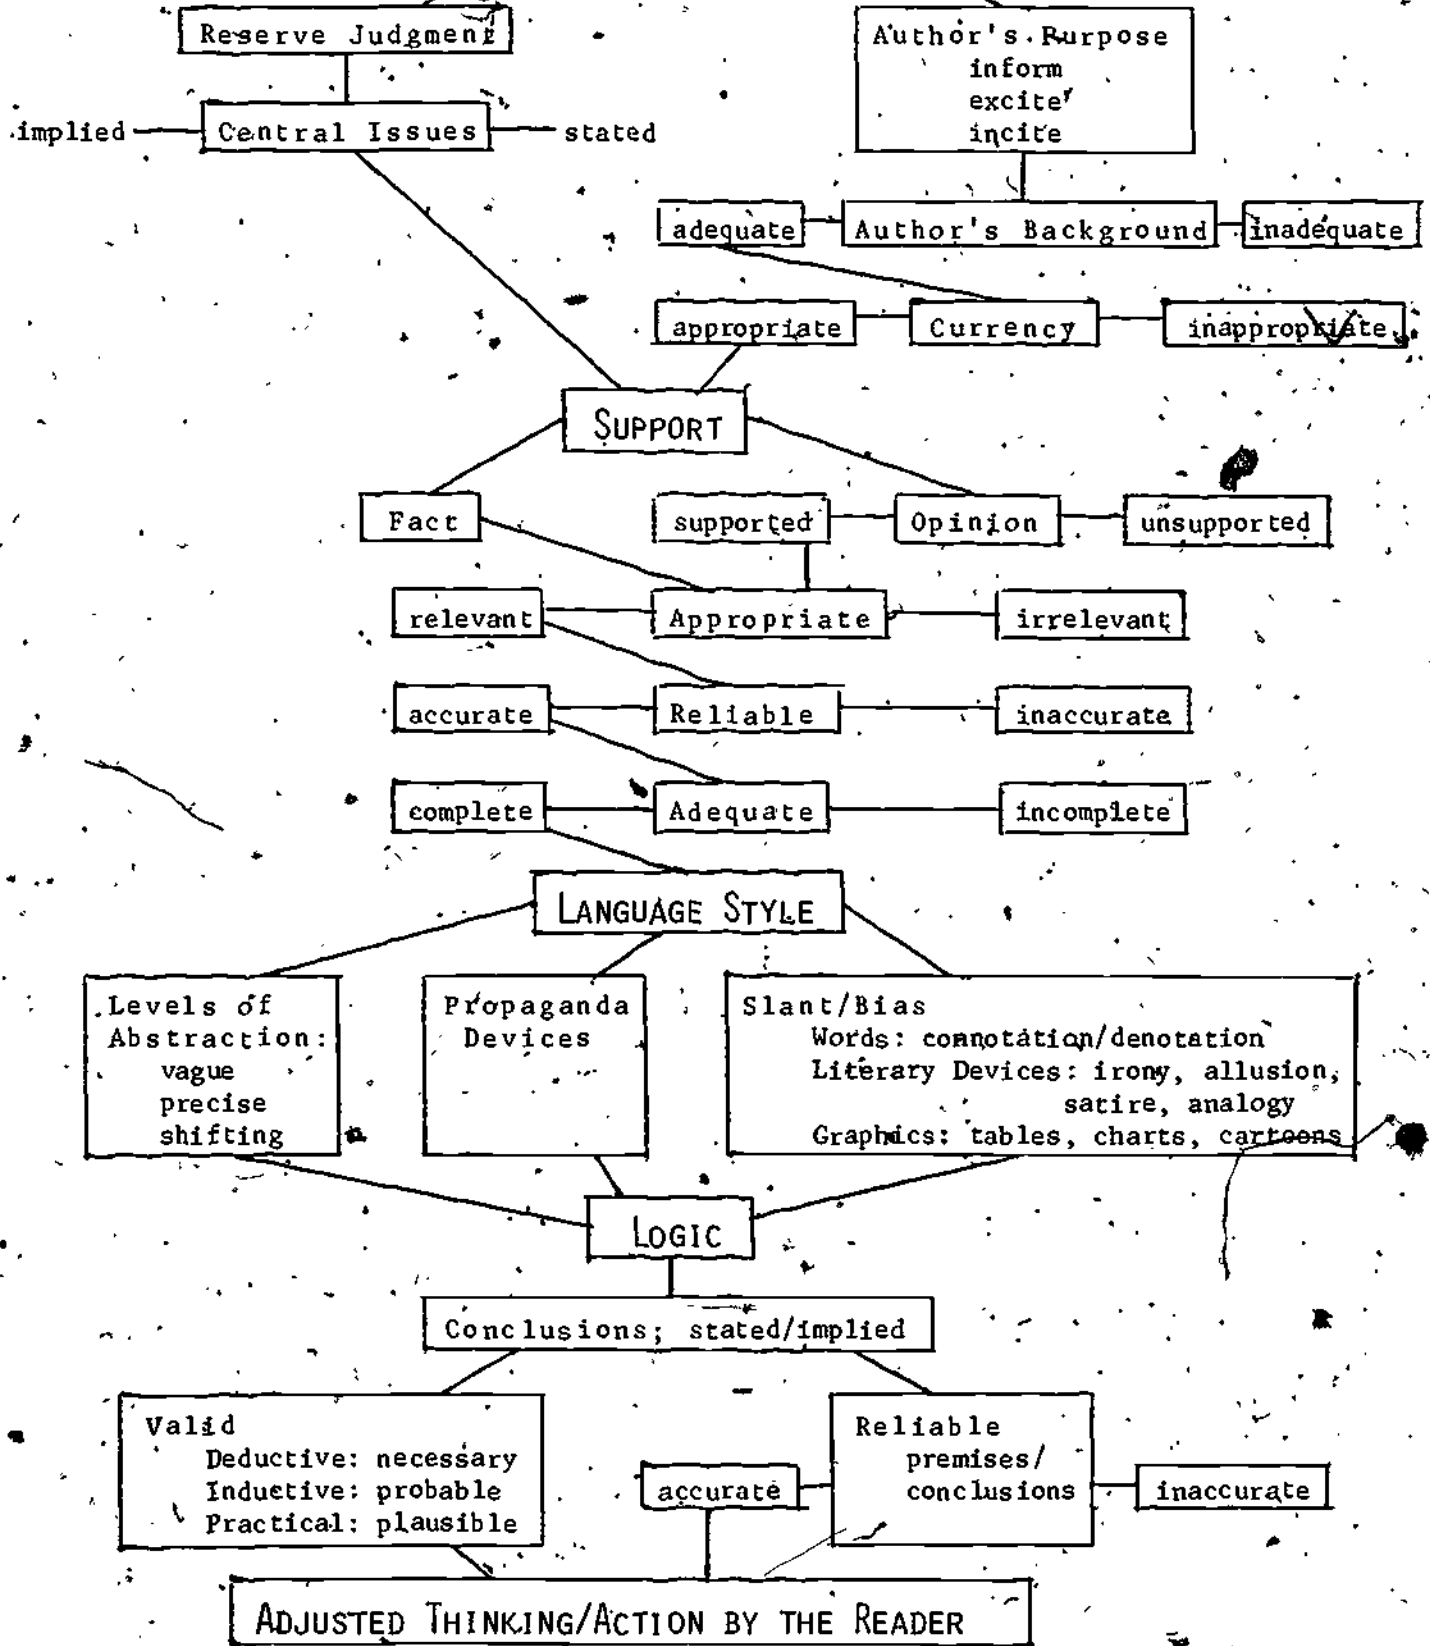 Reserve Judgment
Author's Purpose
inform
excite
incite
implied Central Issues stated
adequate Author's Background inadequate
appropriate Currency inappropriate
SUPPORT
Fact supported Opinion unsupported
relevant Appropriate irrelevant
accurate Reliable inaccurate
complete Adequate incomplete
LANGUAGE STYLE
Levels of
Abstraction:
vague
precise
shifting
Propaganda
Devices
Slant/Bias
Words: connotation/denotation
Literary Devices: irony, allusion,
satire, analogy
Graphics: tables, charts, cartoons
LOGIC
Conclusions; stated/implied
Valid
Deductive: necessary
Inductive: probable
Practical: plausible
accurate
Reliable
premises/
conclusions
inaccurate
ADJUSTED THINKING/ACTION BY THE READER